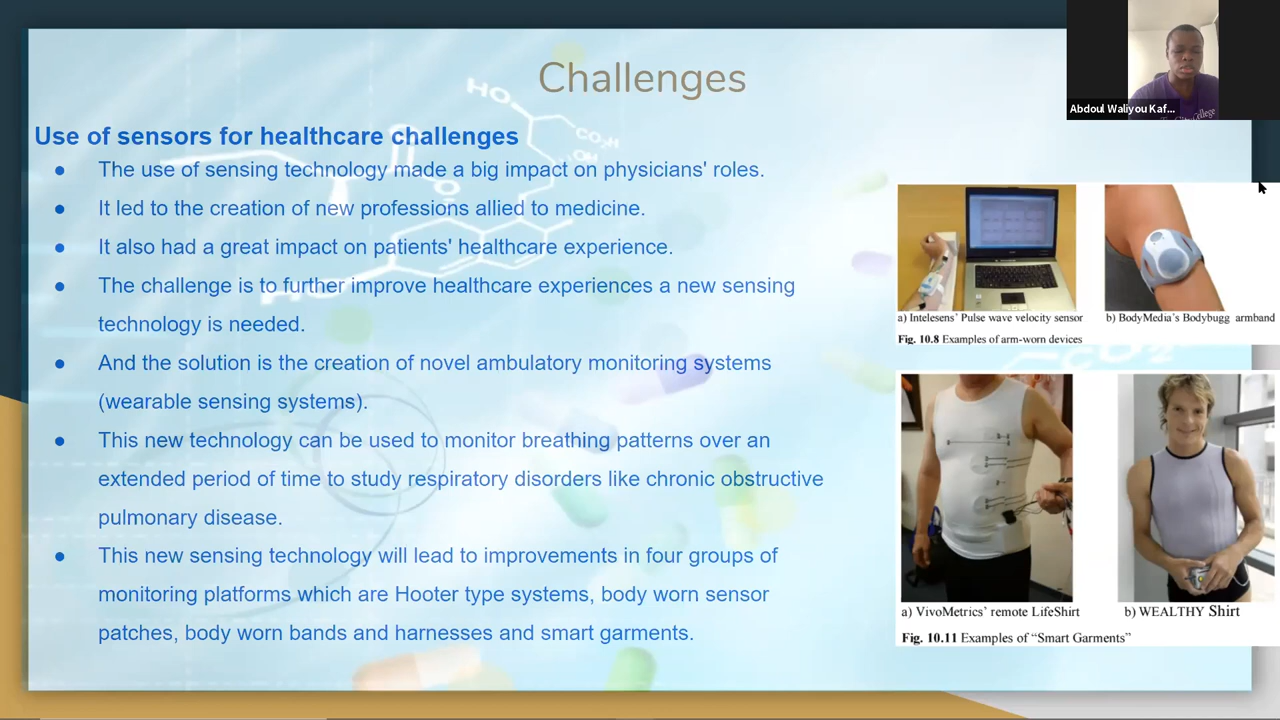 Challenges
Abdoul Waliyou Kaf...
Use of sensors for healthcare challenges
● The use of sensing technology made a big impact on physicians' roles.
● It led to the creation of new professions allied to medicine.
● It also had a great impact on patients' healthcare experience.
● The challenge is to further improve healthcare experiences a new sensing
technology is needed.
● And the solution is the creation of novel ambulatory monitoring systems
(wearable sensing systems).
● This new technology can be used to monitor breathing patterns over an
extended period of time to study respiratory disorders like chronic obstructive
pulmonary disease.
● This new sensing technology will lead to improvements in four groups of
monitoring platforms which are Hooter type systems, body worn sensor
patches, body worn bands and harnesses and smart garments.
a) Intelesens' Pulse wave velocity sensor
b) BodyMedia's Bodybugg armband
Fig. 10.8 Examples of arm-worn devices
a) VivoMetrics' remote LifeShirt
b) WEALTHY Shirt
Fig. 10.11 Examples of "Smart Garments"
HO
CO₂H
OH
O
HO
CO₂